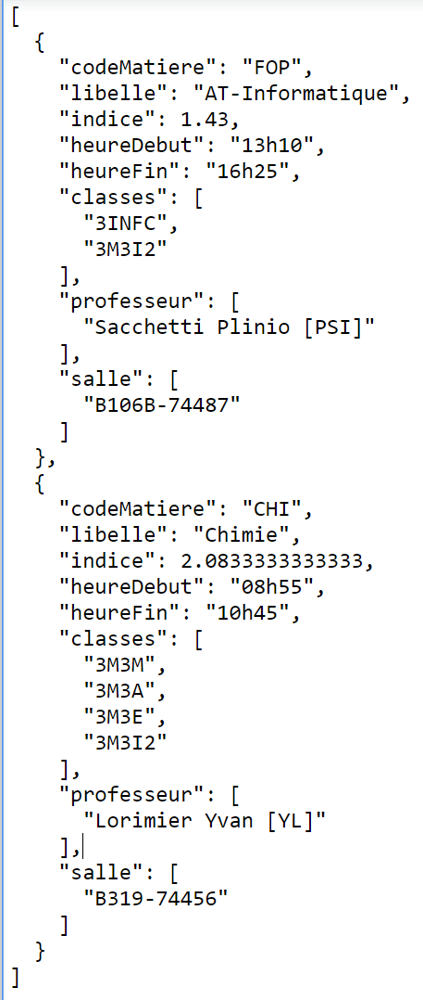 [
  {
    "codeMatiere": "FOP",
    "libelle": "AT-Informatique",
    "indice": 1.43,
    "heureDebut": "13h10",
    "heureFin": "16h25",
    "classes": [
      "3INFC",
      "3M3I2"
    ],
    "professeur": [
      "Sacchetti Plinio [PSI]"
    ],
    "salle": [
      "B106B-74487"
    ]
  },
  {
    "codeMatiere": "CHI",
    "libelle": "Chimie",
    "indice": 2.0833333333333,
    "heureDebut": "08h55",
    "heureFin": "10h45",
    "classes": [
      "3M3M",
      "3M3A",
      "3M3E",
      "3M3I2"
    ],
    "professeur": [
      "Lorimier Yvan [YL]"
    ],
    "salle": [
      "B319-74456"
    ]
  }
]